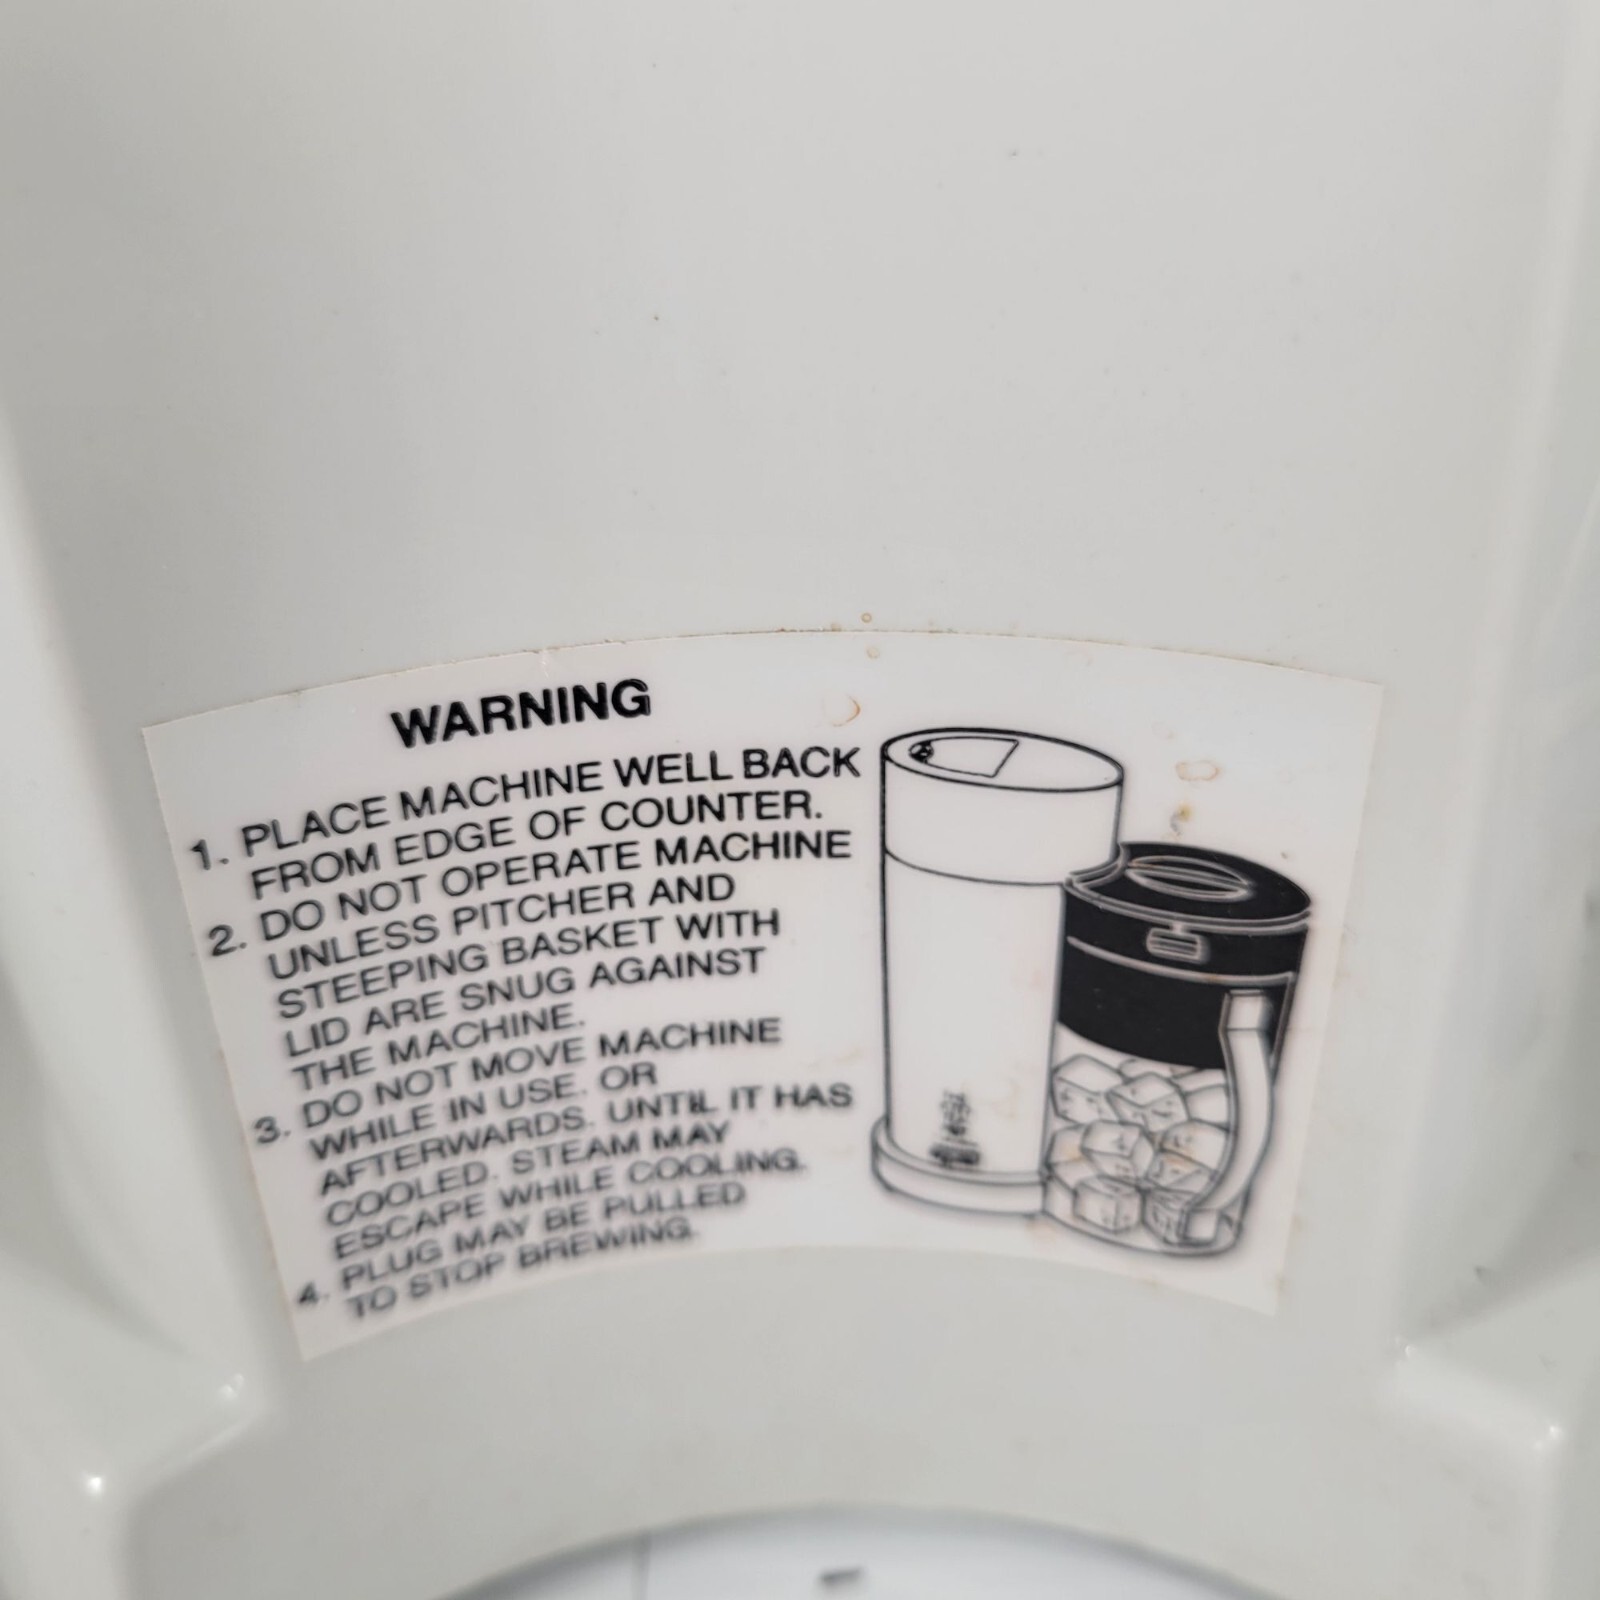 WARNING
1. PLACE MACHINE WELL BACK
FROM EDGE OF COUNTER.
2. DO NOT OPERATE MACHINE
UNLESS PITCHER AND
STEEPING BASKET WITH
LID ARE SNUG AGAINST
THE MACHINE.
3. DO NOT MOVE MACHINE
WHILE IN USE. OR
AFTERWARDS. UNTIL IT HAS
COOLED. STEAM MAY
ESCAPE WHILE COOLING.
4. PLUG MAY BE PULLED
TO STOP BREWING.